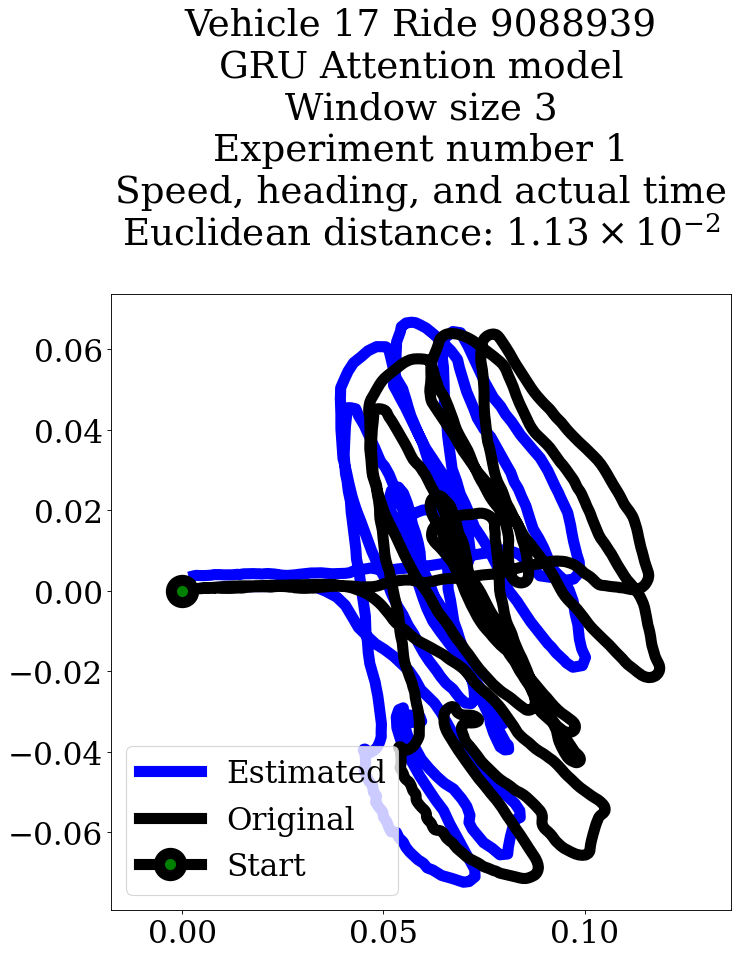 Vehicle 17 Ride 9088939
GRU Attention model
Window size 3
Experiment number 1
Speed, heading, and actual time
Euclidean distance: 1.13 × 10⁻²
0.06
0.04
0.02
0.00
−0.02
−0.04
−0.06
Estimated
Original
Start
0.00 0.05 0.10